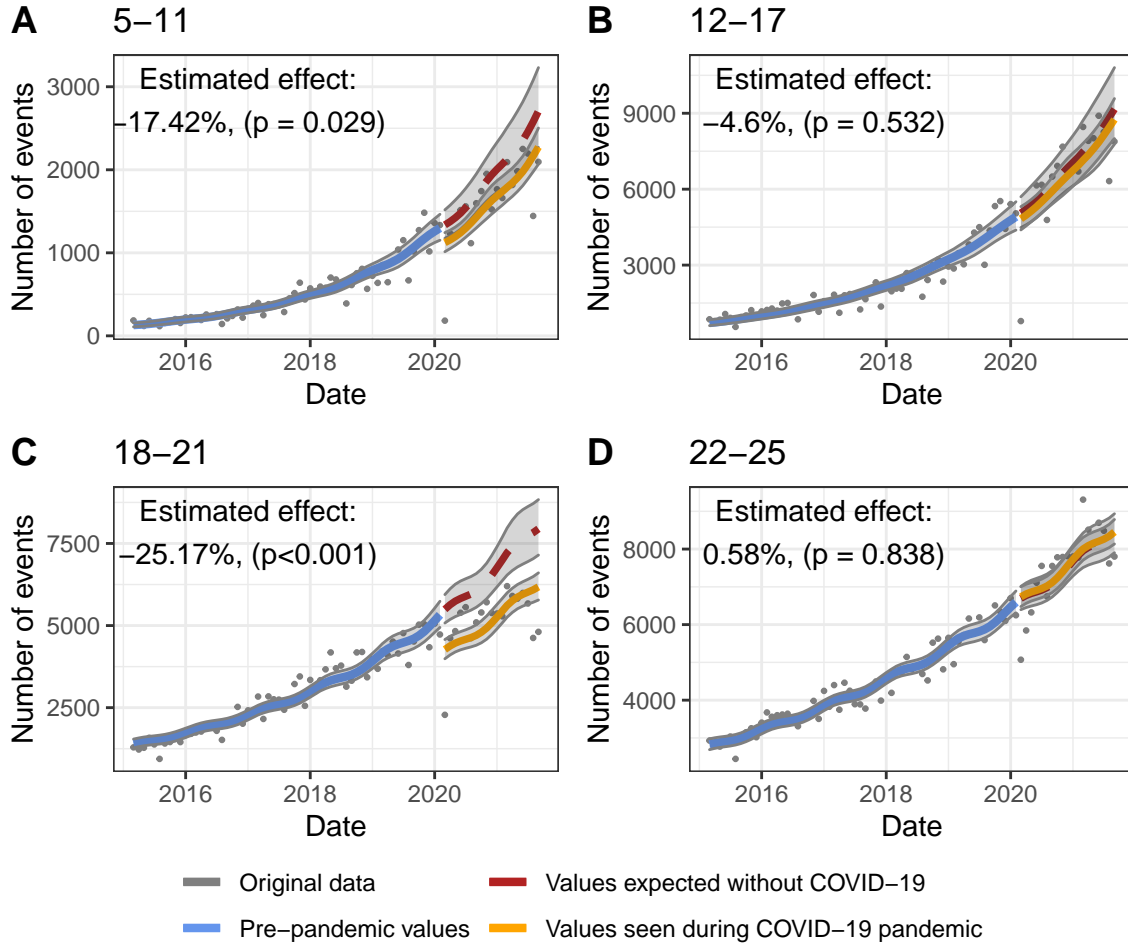 A 5−11
Estimated effect:
−17.42%, (p = 0.029)
Number of events
3000
2000
1000
0
2016 2018 2020
Date
B 12−17
Estimated effect:
−4.6%, (p = 0.532)
Number of events
9000
6000
3000
2016 2018 2020
Date
C 18−21
Estimated effect:
−25.17%, (p<0.001)
Number of events
7500
5000
2500
2016 2018 2020
Date
D 22−25
Estimated effect:
0.58%, (p = 0.838)
Number of events
8000
6000
4000
2016 2018 2020
Date
Original data
Values expected without COVID−19
Pre−pandemic values
Values seen during COVID−19 pandemic